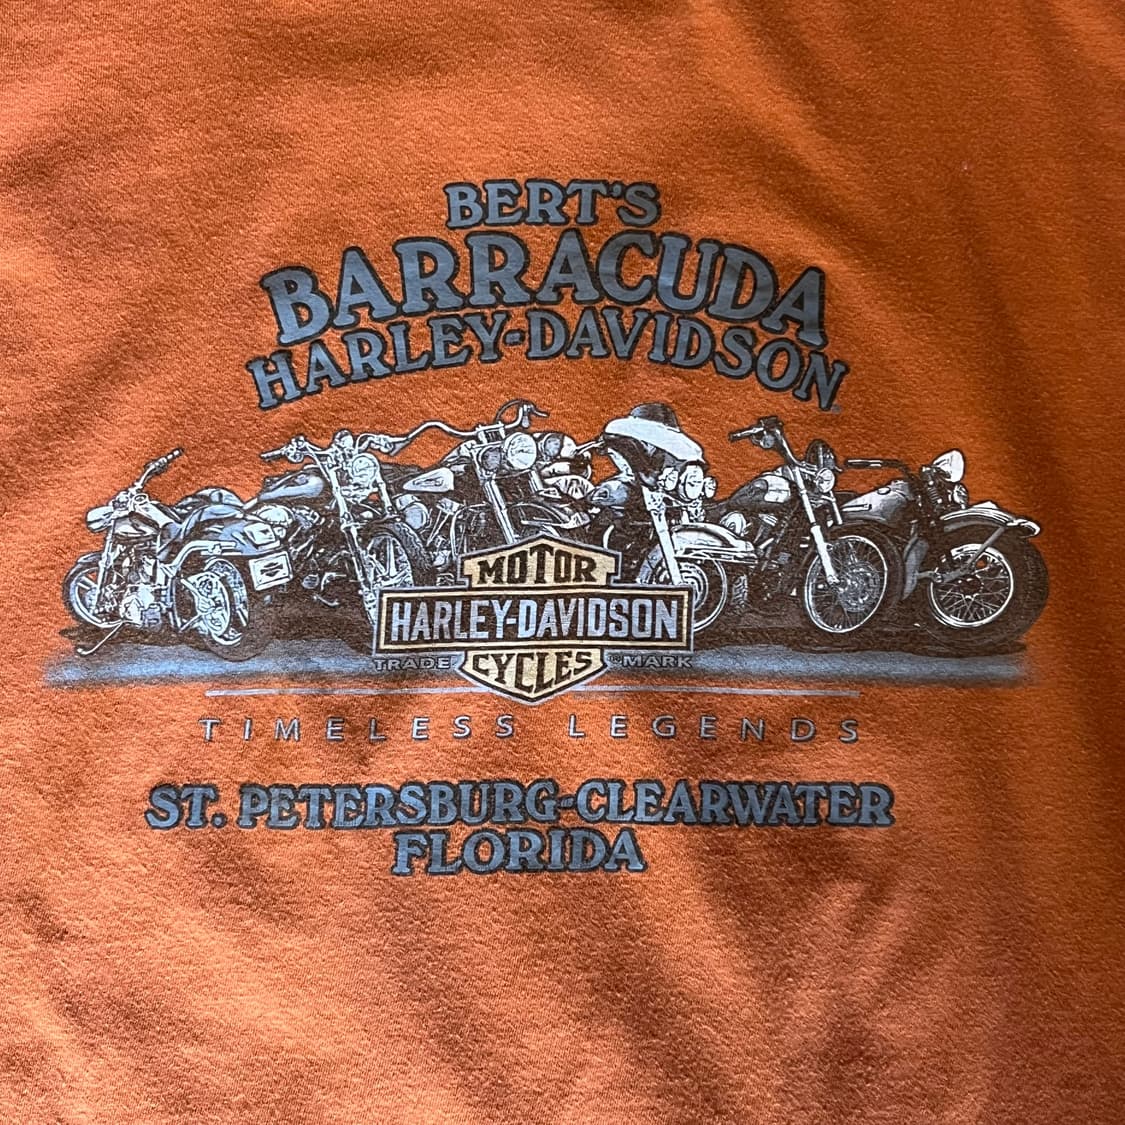 BERT'S
BARRACUDA
HARLEY-DAVIDSON
MOTOR
HARLEY-DAVIDSON
TRADE CYCLES MARK
TIMELESS LEGENDS
ST. PETERSBURG-CLEARWATER
FLORIDA